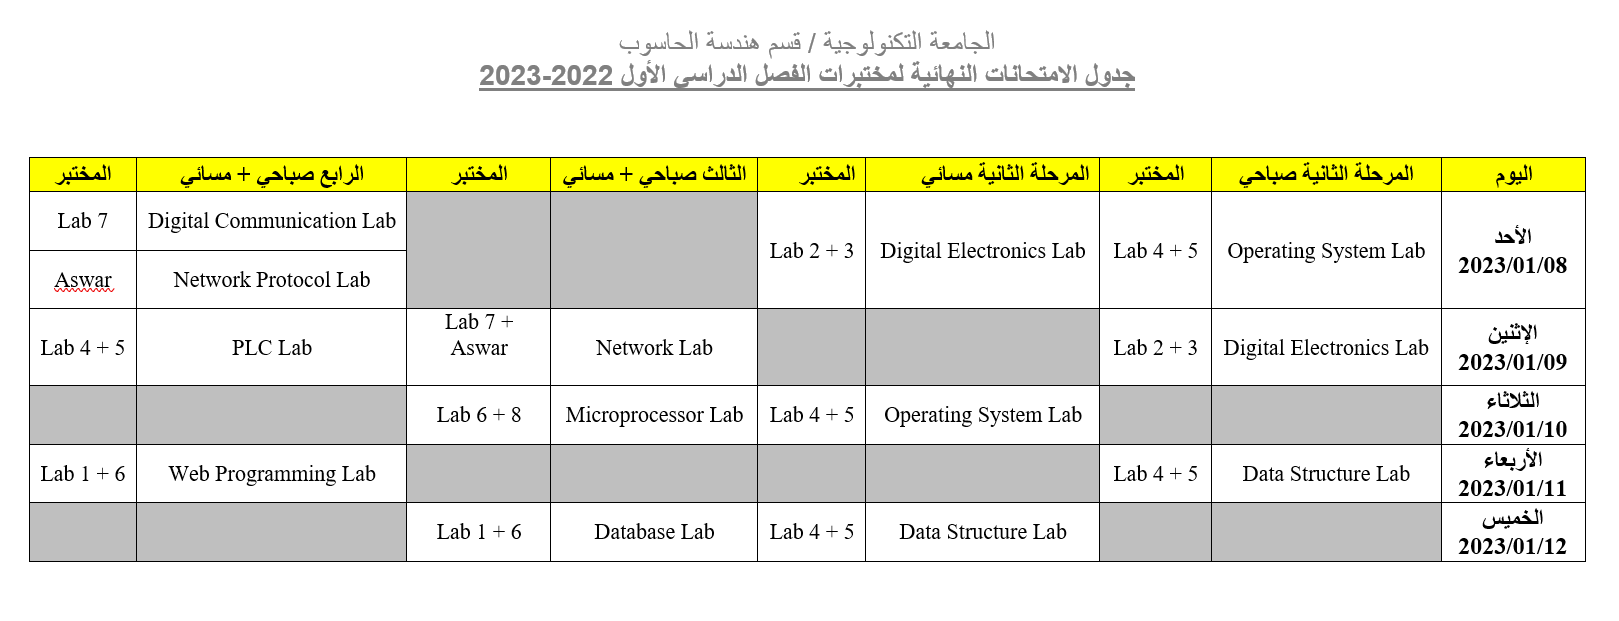 الجامعة التكنولوجية / قسم هندسة الحاسوب
جدول الامتحانات النهائية لمختبرات الفصل الدراسي الأول 2022-2023
اليوم المرحلة الثانية صباحي المختبر المرحلة الثانية مسائي المختبر الثالث صباحي + مسائي المختبر الرابع صباحي + مسائي المختبر
الأحد
2023/01/08
Operating System Lab
Lab 4 + 5
Digital Electronics Lab
Lab 2 + 3
Digital Communication Lab
Lab 7
Network Protocol Lab
Aswar
الإثنين
2023/01/09
Digital Electronics Lab
Lab 2 + 3
Network Lab
Lab 7 +
Aswar
PLC Lab
Lab 4 + 5
الثلاثاء
2023/01/10
Operating System Lab
Lab 4 + 5
Microprocessor Lab
Lab 6 + 8
الأربعاء
2023/01/11
Data Structure Lab
Lab 4 + 5
Web Programming Lab
Lab 1 + 6
الخميس
2023/01/12
Data Structure Lab
Lab 4 + 5
Database Lab
Lab 1 + 6